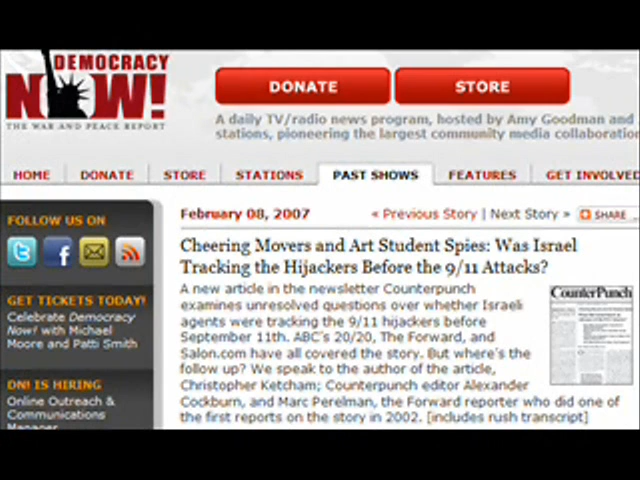 DEMOCRACY
NOW!
THE WAR AND PEACE REPORT
DONATE
STORE
A daily TV/radio news program, hosted by Amy Goodman and
stations, pioneering the largest community media collaboration
HOME
DONATE
STORE
STATIONS
PAST SHOWS
FEATURES
GET INVOLVED
FOLLOW US ON
GET TICKETS TODAY!
Celebrate Democracy
Now! with Michael
Moore and Patti Smith
DN! IS HIRING
Online Outreach &
Communications
Manager
February 08, 2007
« Previous Story | Next Story »
SHARE
Cheering Movers and Art Student Spies: Was Israel
Tracking the Hijackers Before the 9/11 Attacks?
A new article in the newsletter Counterpunch
examines unresolved questions over whether Israeli
agents were tracking the 9/11 hijackers before
September 11th. ABC's 20/20, The Forward, and
Salon.com have all covered the story. But where's the
follow up? We speak to the author of the article,
Christopher Ketcham; Counterpunch editor Alexander
Cockburn, and Marc Perelman, the Forward reporter who did one of
the first reports on the story in 2002. [includes rush transcript]
CounterPunch